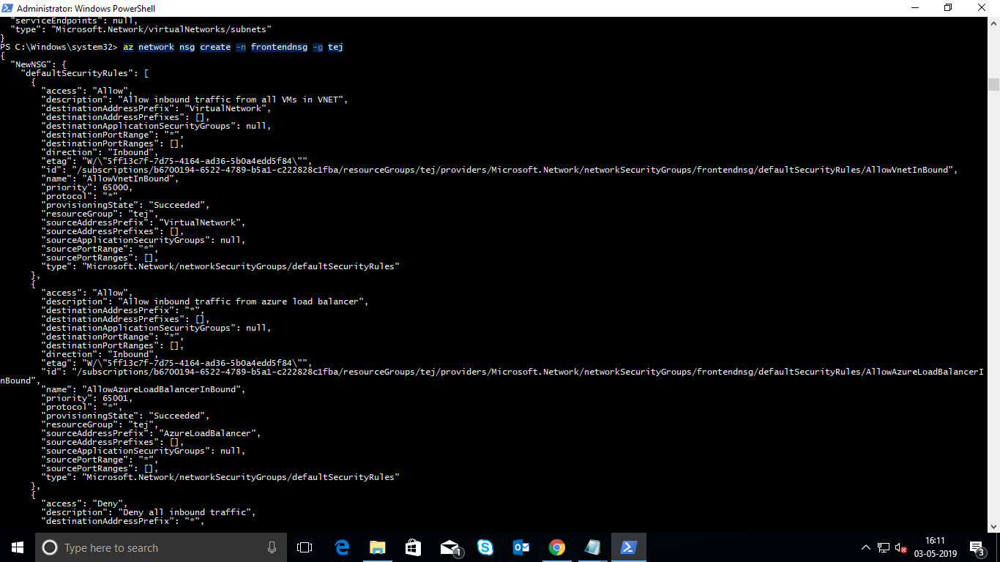 Administrator: Windows PowerShell
    "serviceEndpoints": null,
  "type": "Microsoft.Network/virtualNetworks/subnets"
}
PS C:\Windows\system32> az network nsg create -n frontendnsg -g tej
{
  "NewNSG": {
    "defaultSecurityRules": [
      {
        "access": "Allow",
        "description": "Allow inbound traffic from all VMs in VNET",
        "destinationAddressPrefix": "VirtualNetwork",
        "destinationAddressPrefixes": [],
        "destinationApplicationSecurityGroups": null,
        "destinationPortRange": "*",
        "destinationPortRanges": [],
        "direction": "Inbound",
        "etag": "W/\"5ff13c7f-7d75-4164-ad36-5b0a4edd5f84\"",
        "id": "/subscriptions/b6700194-6522-4789-b5a1-c222828c1fba/resourceGroups/tej/providers/Microsoft.Network/networkSecurityGroups/frontendnsg/defaultSecurityRules/AllowVnetInBound",
        "name": "AllowVnetInBound",
        "priority": 65000,
        "protocol": "*",
        "provisioningState": "Succeeded",
        "resourceGroup": "tej",
        "sourceAddressPrefix": "VirtualNetwork",
        "sourceAddressPrefixes": [],
        "sourceApplicationSecurityGroups": null,
        "sourcePortRange": "*",
        "sourcePortRanges": [],
        "type": "Microsoft.Network/networkSecurityGroups/defaultSecurityRules"
      },
      {
        "access": "Allow",
        "description": "Allow inbound traffic from azure load balancer",
        "destinationAddressPrefix": "*",
        "destinationAddressPrefixes": [],
        "destinationApplicationSecurityGroups": null,
        "destinationPortRange": "*",
        "destinationPortRanges": [],
        "direction": "Inbound",
        "etag": "W/\"5ff13c7f-7d75-4164-ad36-5b0a4edd5f84\"",
        "id": "/subscriptions/b6700194-6522-4789-b5a1-c222828c1fba/resourceGroups/tej/providers/Microsoft.Network/networkSecurityGroups/frontendnsg/defaultSecurityRules/AllowAzureLoadBalancerI
nBound",
        "name": "AllowAzureLoadBalancerInBound",
        "priority": 65001,
        "protocol": "*",
        "provisioningState": "Succeeded",
        "resourceGroup": "tej",
        "sourceAddressPrefix": "AzureLoadBalancer",
        "sourceAddressPrefixes": [],
        "sourceApplicationSecurityGroups": null,
        "sourcePortRange": "*",
        "sourcePortRanges": [],
        "type": "Microsoft.Network/networkSecurityGroups/defaultSecurityRules"
      },
      {
        "access": "Deny",
        "description": "Deny all inbound traffic",
        "destinationAddressPrefix": "*",
Type here to search
1
16:11
03-05-2019
3